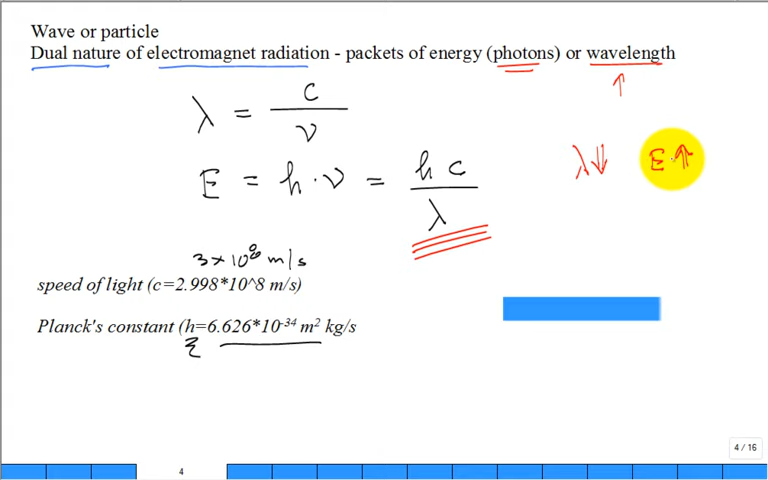 Wave or particle
Dual nature of electromagnet radiation - packets of energy (photons) or wavelength
λ = c / ν
λ↓ E·↑
E = h·ν = h c / λ
3×10⁸ m/s
speed of light (c=2.998*10^8 m/s)
Planck's constant (h=6.626*10⁻³⁴ m² kg/s
4
4 / 16